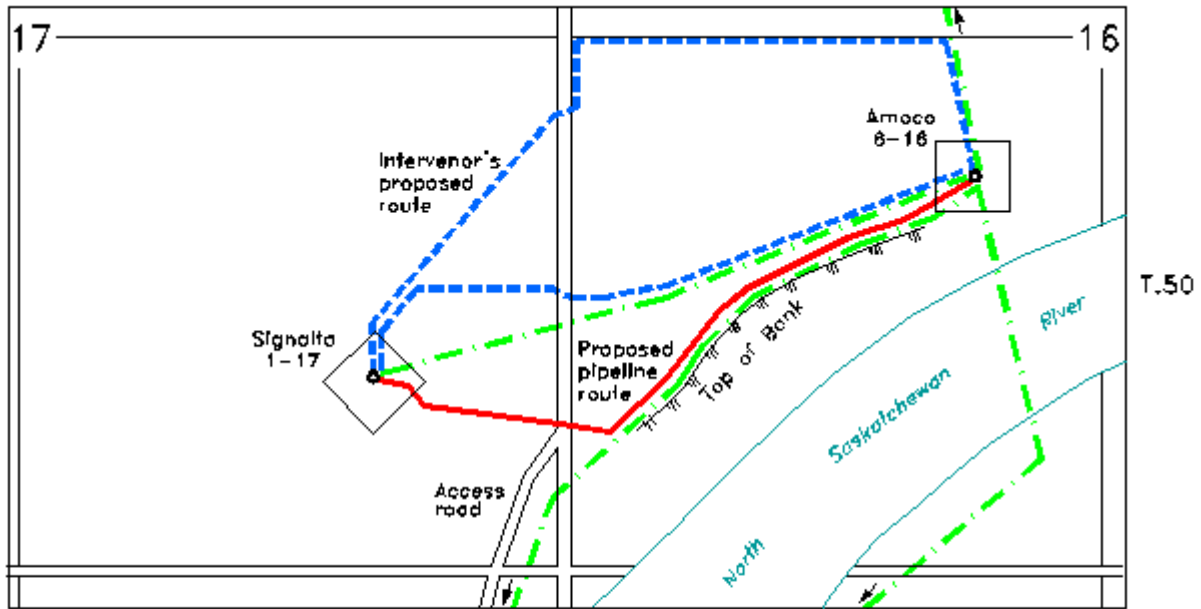 17
16
Amoco
6-16
Intervenor's
proposed
route
T.50
River
Signalta
1-17
Proposed
pipeline
route
Top of Bank
Saskatchewan
Access
road
North